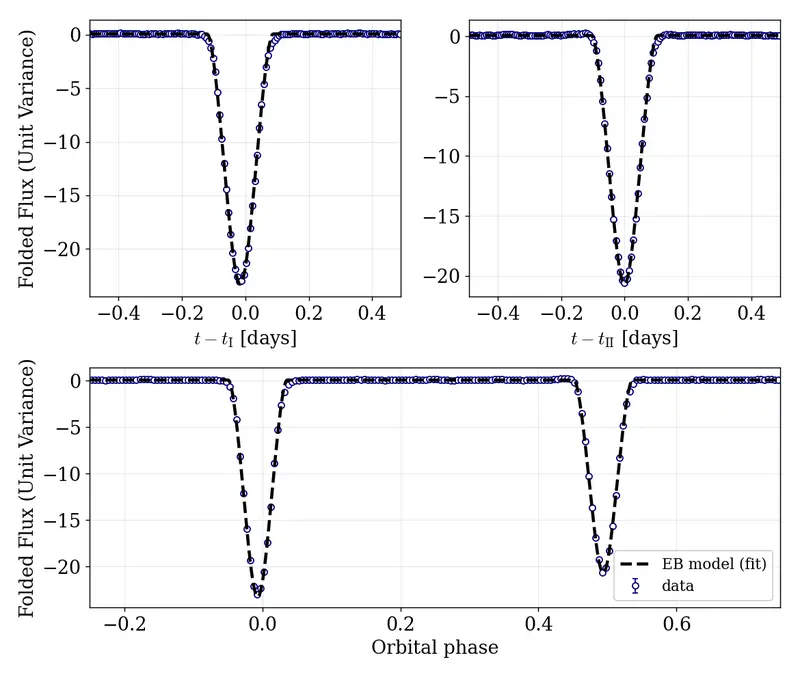 Folded Flux (Unit Variance)
0
−5
−10
−15
−20
−0.4 −0.2 0.0 0.2 0.4
t − t_I [days]
0
−5
−10
−15
−20
−0.4 −0.2 0.0 0.2 0.4
t − t_II [days]
Folded Flux (Unit Variance)
0
−5
−10
−15
−20
EB model (fit)
data
−0.2 0.0 0.2 0.4 0.6
Orbital phase